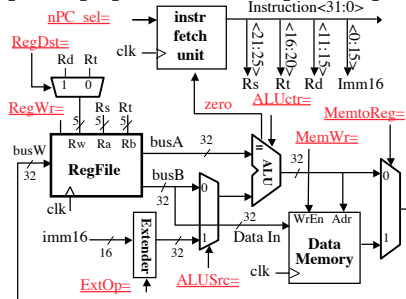 nPC_sel=
instr
fetch
unit
clk
Instruction<31:0>
<21:25>
<16:20>
<11:15>
<0:15>
Rs Rt Rd Imm16
RegDst=
Rd Rt
1 0
zero
ALUctr=
RegWr=
Rs Rt
5 5 5
Rw Ra Rb
RegFile
busW
32
clk
busA
32
busB
32
=
ALU
32
MemWr=
MemtoReg=
0
1
32
Data In
WrEn Adr
Data
Memory
clk
0
1
imm16
16
Extender
32
ExtOp=
ALUSrc=